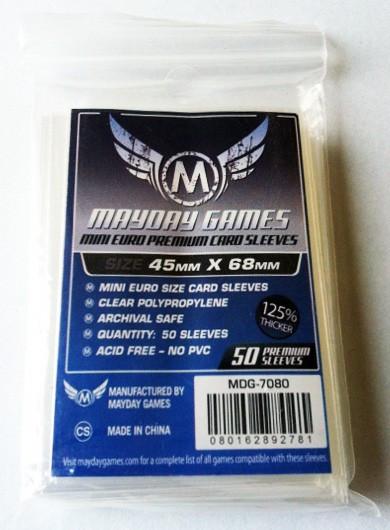 M
MAYDAY GAMES
MINI EURO PREMIUM CARD SLEEVES
SIZE 45MM X 68MM
M MINI EURO SIZE CARD SLEEVES
M CLEAR POLYPROPYLENE
M ARCHIVAL SAFE
M QUANTITY: 50 SLEEVES
M ACID FREE - NO PVC
125%
THICKER
50 PREMIUM
SLEEVES
M MANUFACTURED BY
MAYDAY GAMES
CS MADE IN CHINA
MDG-7080
080162892781
Visit maydaygames.com for a complete list of all games compatible with these sleeves.